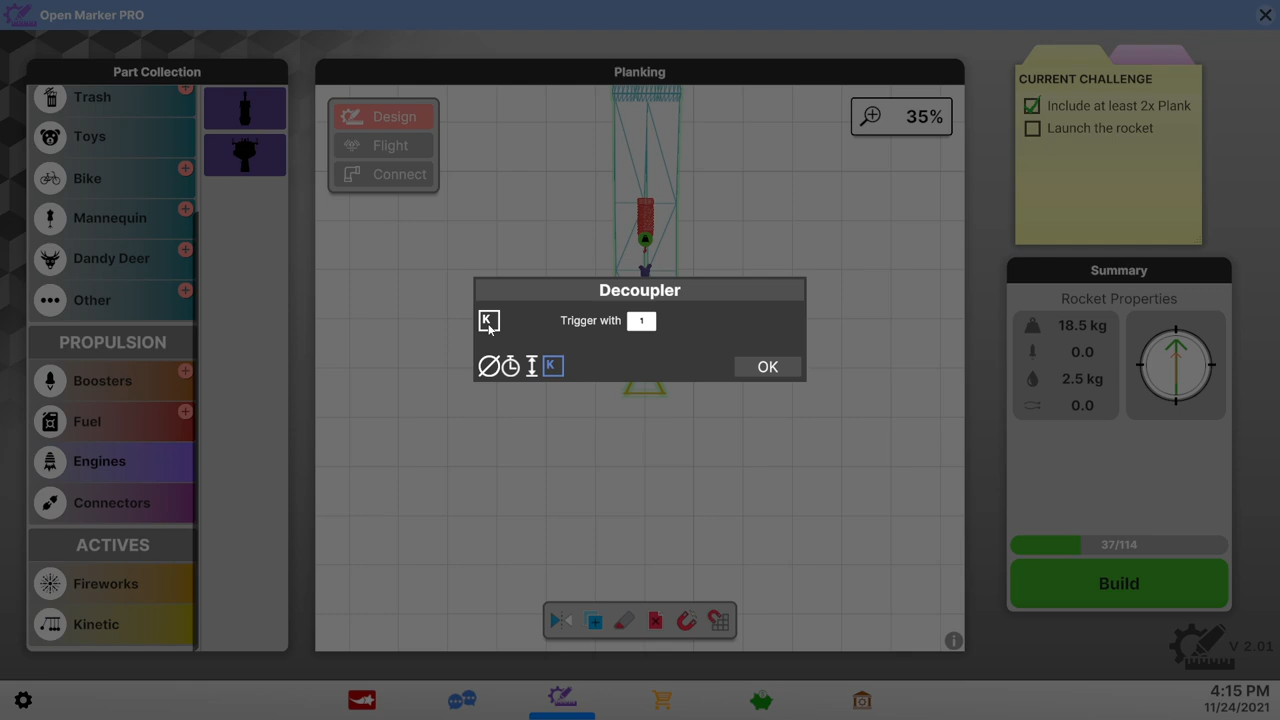 Open Marker PRO
Part Collection
Trash
Toys
Bike
Mannequin
Dandy Deer
Other
PROPULSION
Boosters
Fuel
Engines
Connectors
ACTIVES
Fireworks
Kinetic
Planking
Design
Flight
Connect
35%
Decoupler
K
Trigger with 1
K
OK
CURRENT CHALLENGE
Include at least 2x Plank
Launch the rocket
Summary
Rocket Properties
18.5 kg
0.0
2.5 kg
0.0
37/114
Build
V 2.01
4:15 PM
11/24/2021